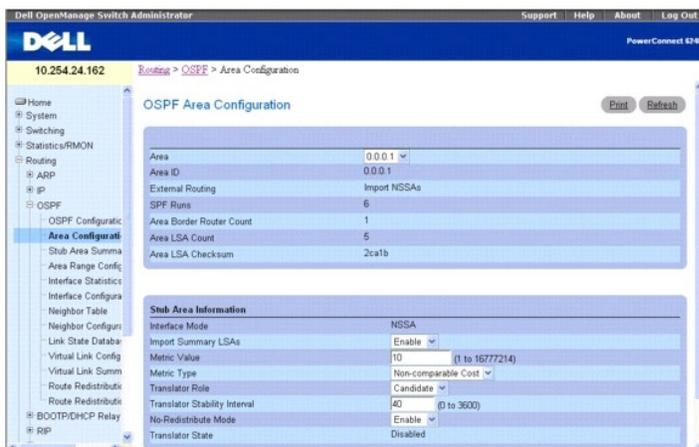 Dell OpenManage Switch Administrator Support Help About Log Out
DELL
PowerConnect
10.254.24.162
Routing > OSPF > Area Configuration
Home
System
Switching
Statistics/RMON
Routing
ARP
IP
OSPF
OSPF Configuratic
Area Configurati
Stub Area Summa
Area Range Config
Interface Statistics
Interface Configura
Neighbor Table
Neighbor Configura
Link State Databa
Virtual Link Config
Virtual Link Summ
Route Redistributic
Route Redistributic
BOOTP/DHCP Relay
RIP
OSPF Area Configuration
Print Refresh
Area 0.0.0.1
Area ID 0.0.0.1
External Routing Import NSSAs
SPF Runs 6
Area Border Router Count 1
Area LSA Count 5
Area LSA Checksum 2ca1b
Stub Area Information
Interface Mode NSSA
Import Summary LSAs Enable
Metric Value 10 (1 to 16777214)
Metric Type Non-comparable Cost
Translator Role Candidate
Translator Stability Interval 40 (0 to 3600)
No-Redistribute Mode Enable
Translator State Disabled